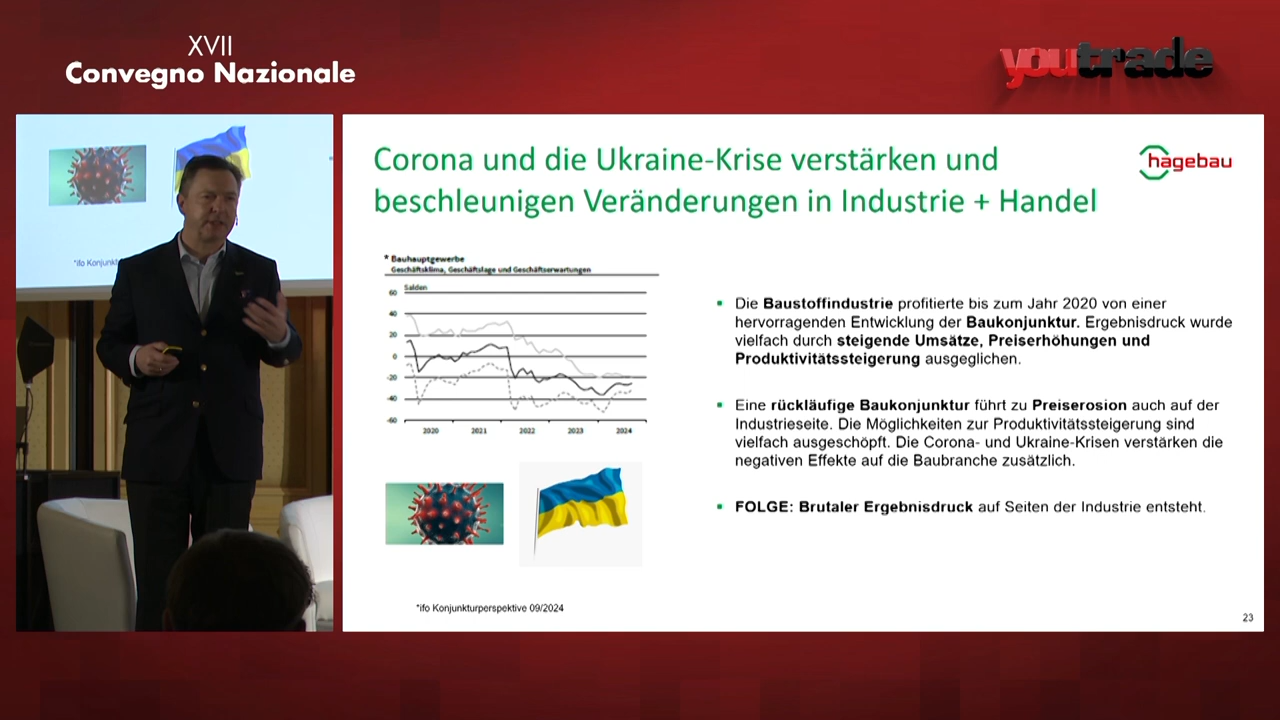 XVII
Convegno Nazionale
youtrade
*ifo Konjunkt
Corona und die Ukraine-Krise verstärken und
beschleunigen Veränderungen in Industrie + Handel
hagebau
* Bauhauptgewerbe
Geschäftsklima, Geschäftslage und Geschäftserwartungen
Salden
60
40
20
0
-20
-40
-60
2020 2021 2022 2023 2024
▪ Die Baustoffindustrie profitierte bis zum Jahr 2020 von einer
hervorragenden Entwicklung der Baukonjunktur. Ergebnisdruck wurde
vielfach durch steigende Umsätze, Preiserhöhungen und
Produktivitätssteigerung ausgeglichen.
▪ Eine rückläufige Baukonjunktur führt zu Preiserosion auch auf der
Industrieseite. Die Möglichkeiten zur Produktivitätssteigerung sind
vielfach ausgeschöpft. Die Corona- und Ukraine-Krisen verstärken die
negativen Effekte auf die Baubranche zusätzlich.
▪ FOLGE: Brutaler Ergebnisdruck auf Seiten der Industrie entsteht.
*ifo Konjunkturperspektive 09/2024
23